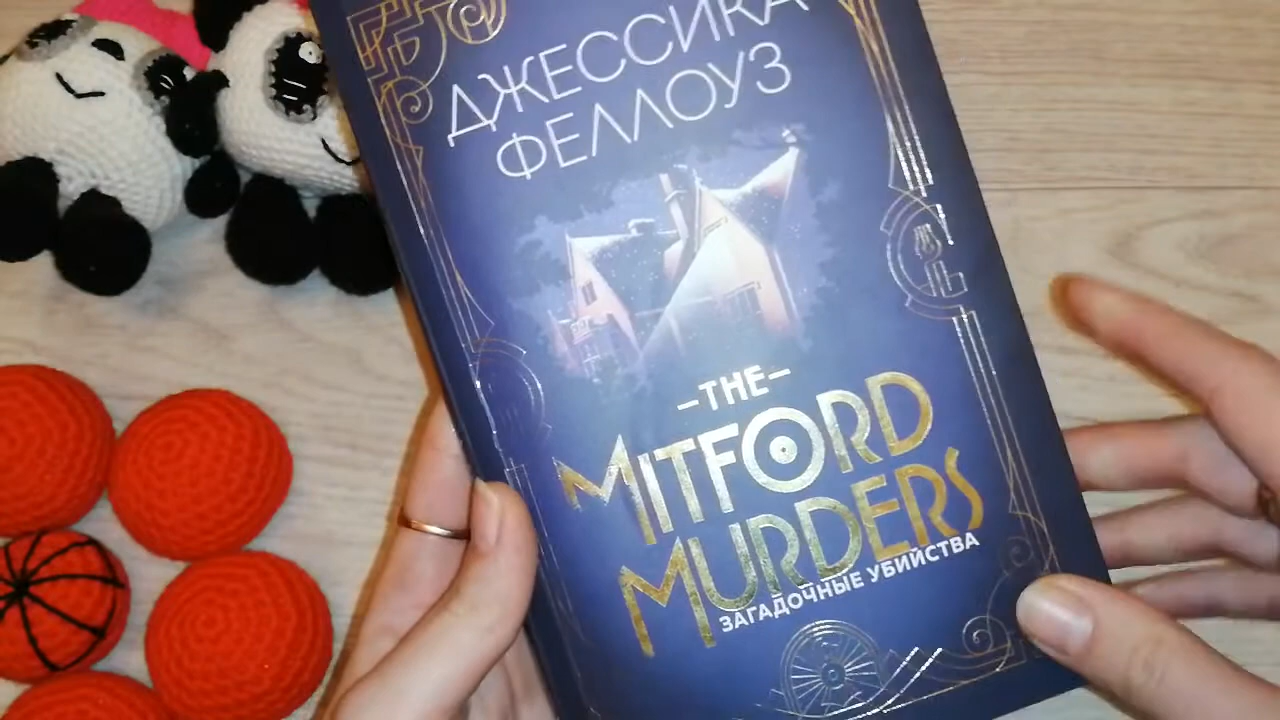 ДЖЕССИКА
ФЕЛЛОУЗ
–THE–
MITFORD
MURDERS
ЗАГАДОЧНЫЕ УБИЙСТВА